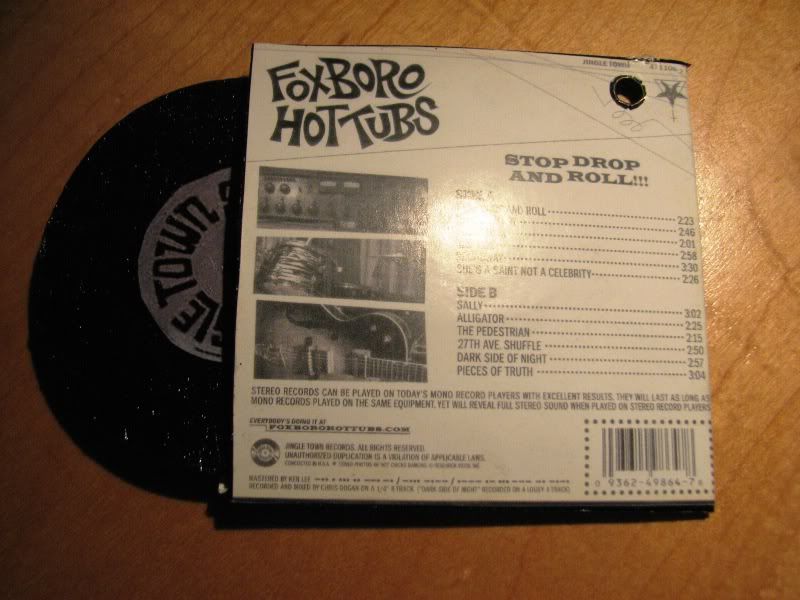 JINGLE TOWN
FOXBORO
HOT TUBS
STOP DROP
AND ROLL!!!
AND ROLL 2:23
2:46
2:01
2:58
3:30
SHE'S A SAINT NOT A CELEBRITY 2:26
SIDE B
SALLY 3:02
ALLIGATOR 2:25
THE PEDESTRIAN 2:15
27TH AVE. SHUFFLE 2:50
DARK SIDE OF NIGHT 2:57
PIECES OF TRUTH 3:04
STEREO RECORDS CAN BE PLAYED ON TODAY'S MONO RECORD PLAYERS WITH EXCELLENT RESULTS. THEY WILL LAST AS LONG AS
MONO RECORDS PLAYED ON THE SAME EQUIPMENT, YET WILL REVEAL FULL STEREO SOUND WHEN PLAYED ON STEREO RECORD PLAYERS
EVERYBODY'S DOING IT AT
FOXBOROHOTTUBS.COM
JINGLE TOWN RECORDS. ALL RIGHTS RESERVED.
UNAUTHORIZED DUPLICATION IS A VIOLATION OF APPLICABLE LAWS.
MASTERED BY KEN LEE
RECORDED AND MIXED BY CHRIS DUGAN ON A 1/4" 8 TRACK. ("DARK SIDE OF NIGHT" RECORDED ON A LOUSY 4 TRACK)
0 9362-49864-7 8
LE TOWN